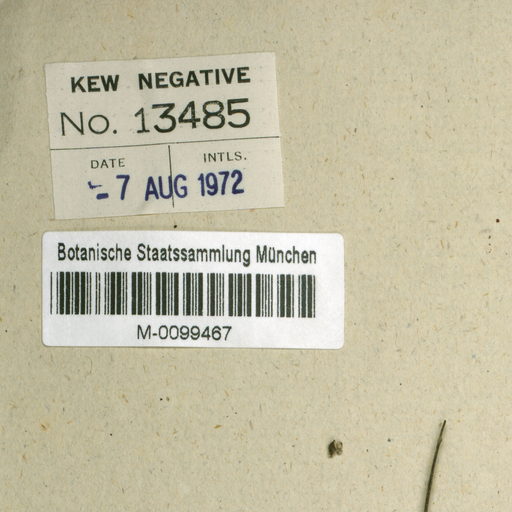 KEW NEGATIVE
No. 13485
DATE INTLS.
- 7 AUG 1972
Botanische Staatssammlung München
M-0099467